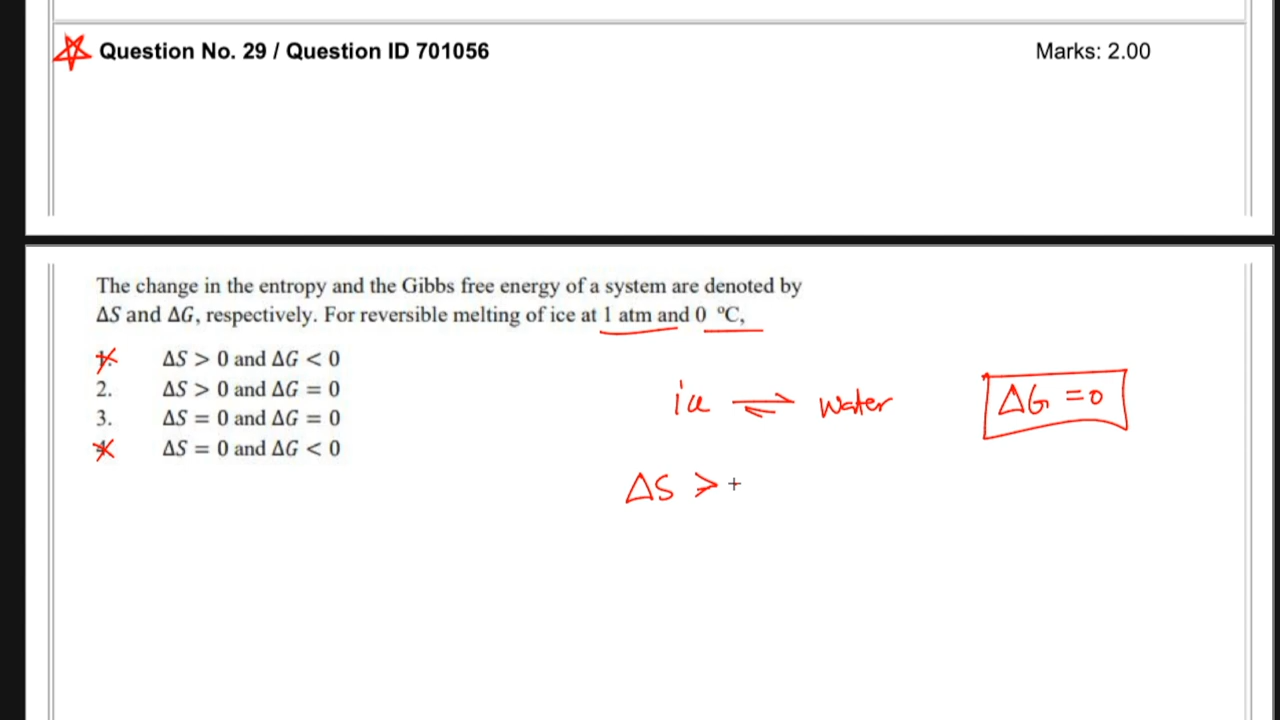 Question No. 29 / Question ID 701056 Marks: 2.00
The change in the entropy and the Gibbs free energy of a system are denoted by
ΔS and ΔG, respectively. For reversible melting of ice at 1 atm and 0 °C,
1. ΔS > 0 and ΔG < 0
2. ΔS > 0 and ΔG = 0
3. ΔS = 0 and ΔG = 0
4. ΔS = 0 and ΔG < 0
ice ⇌ water ΔG = 0
ΔS >